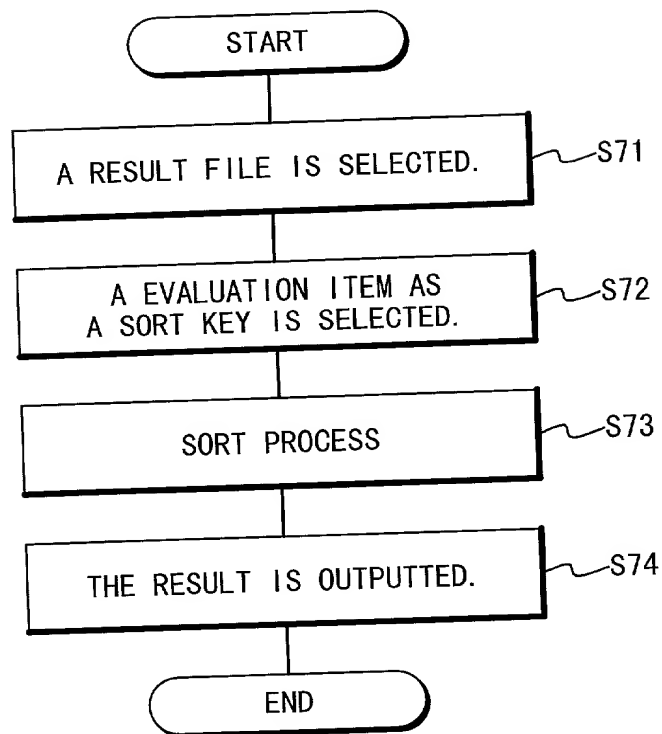 START
A RESULT FILE IS SELECTED.
S71
A EVALUATION ITEM AS
A SORT KEY IS SELECTED.
S72
SORT PROCESS
S73
THE RESULT IS OUTPUTTED.
S74
END